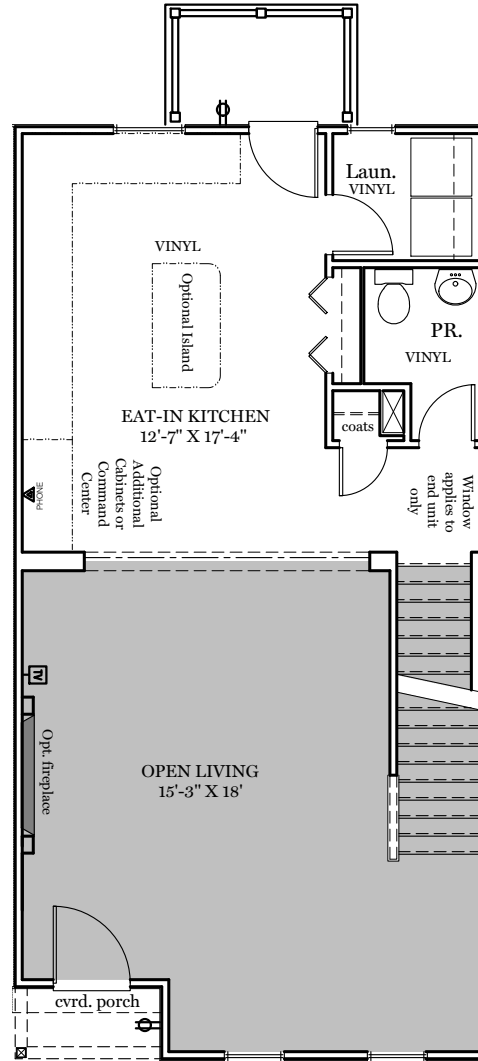 Laun.
VINYL
VINYL
Optional Island
PR.
VINYL
EAT-IN KITCHEN
12'-7" X 17'-4"
coats
PHONE
Optional
Additional
Cabinets or
Command
Center
Window
applies to
end unit
only
TV
Opt. fireplace
OPEN LIVING
15'-3" X 18'
cvrd. porch